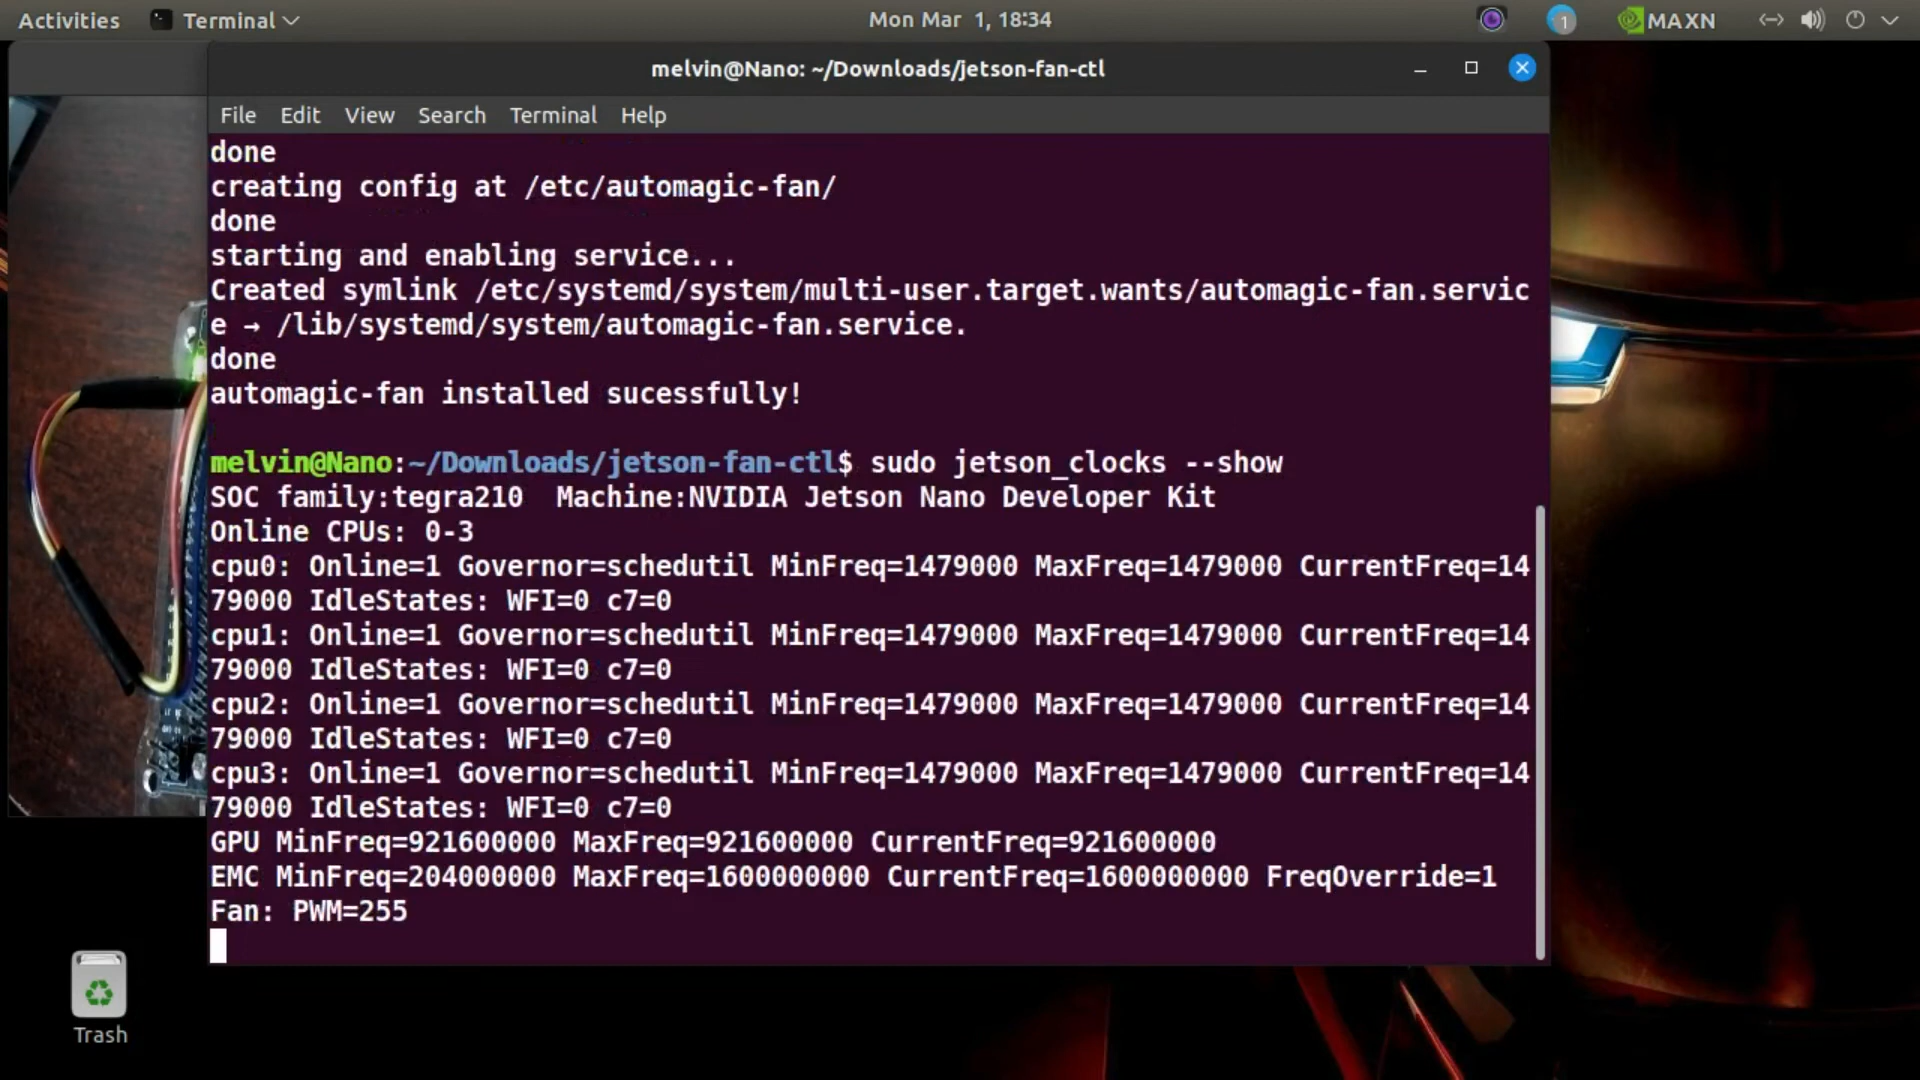 Activities Terminal Mon Mar 1, 18:34 1 MAXN
melvin@Nano: ~/Downloads/jetson-fan-ctl
File Edit View Search Terminal Help
done
creating config at /etc/automagic-fan/
done
starting and enabling service...
Created symlink /etc/systemd/system/multi-user.target.wants/automagic-fan.servic
e → /lib/systemd/system/automagic-fan.service.
done
automagic-fan installed sucessfully!
melvin@Nano:~/Downloads/jetson-fan-ctl$ sudo jetson_clocks --show
SOC family:tegra210  Machine:NVIDIA Jetson Nano Developer Kit
Online CPUs: 0-3
cpu0: Online=1 Governor=schedutil MinFreq=1479000 MaxFreq=1479000 CurrentFreq=14
79000 IdleStates: WFI=0 c7=0
cpu1: Online=1 Governor=schedutil MinFreq=1479000 MaxFreq=1479000 CurrentFreq=14
79000 IdleStates: WFI=0 c7=0
cpu2: Online=1 Governor=schedutil MinFreq=1479000 MaxFreq=1479000 CurrentFreq=14
79000 IdleStates: WFI=0 c7=0
cpu3: Online=1 Governor=schedutil MinFreq=1479000 MaxFreq=1479000 CurrentFreq=14
79000 IdleStates: WFI=0 c7=0
GPU MinFreq=921600000 MaxFreq=921600000 CurrentFreq=921600000
EMC MinFreq=204000000 MaxFreq=1600000000 CurrentFreq=1600000000 FreqOverride=1
Fan: PWM=255
Trash